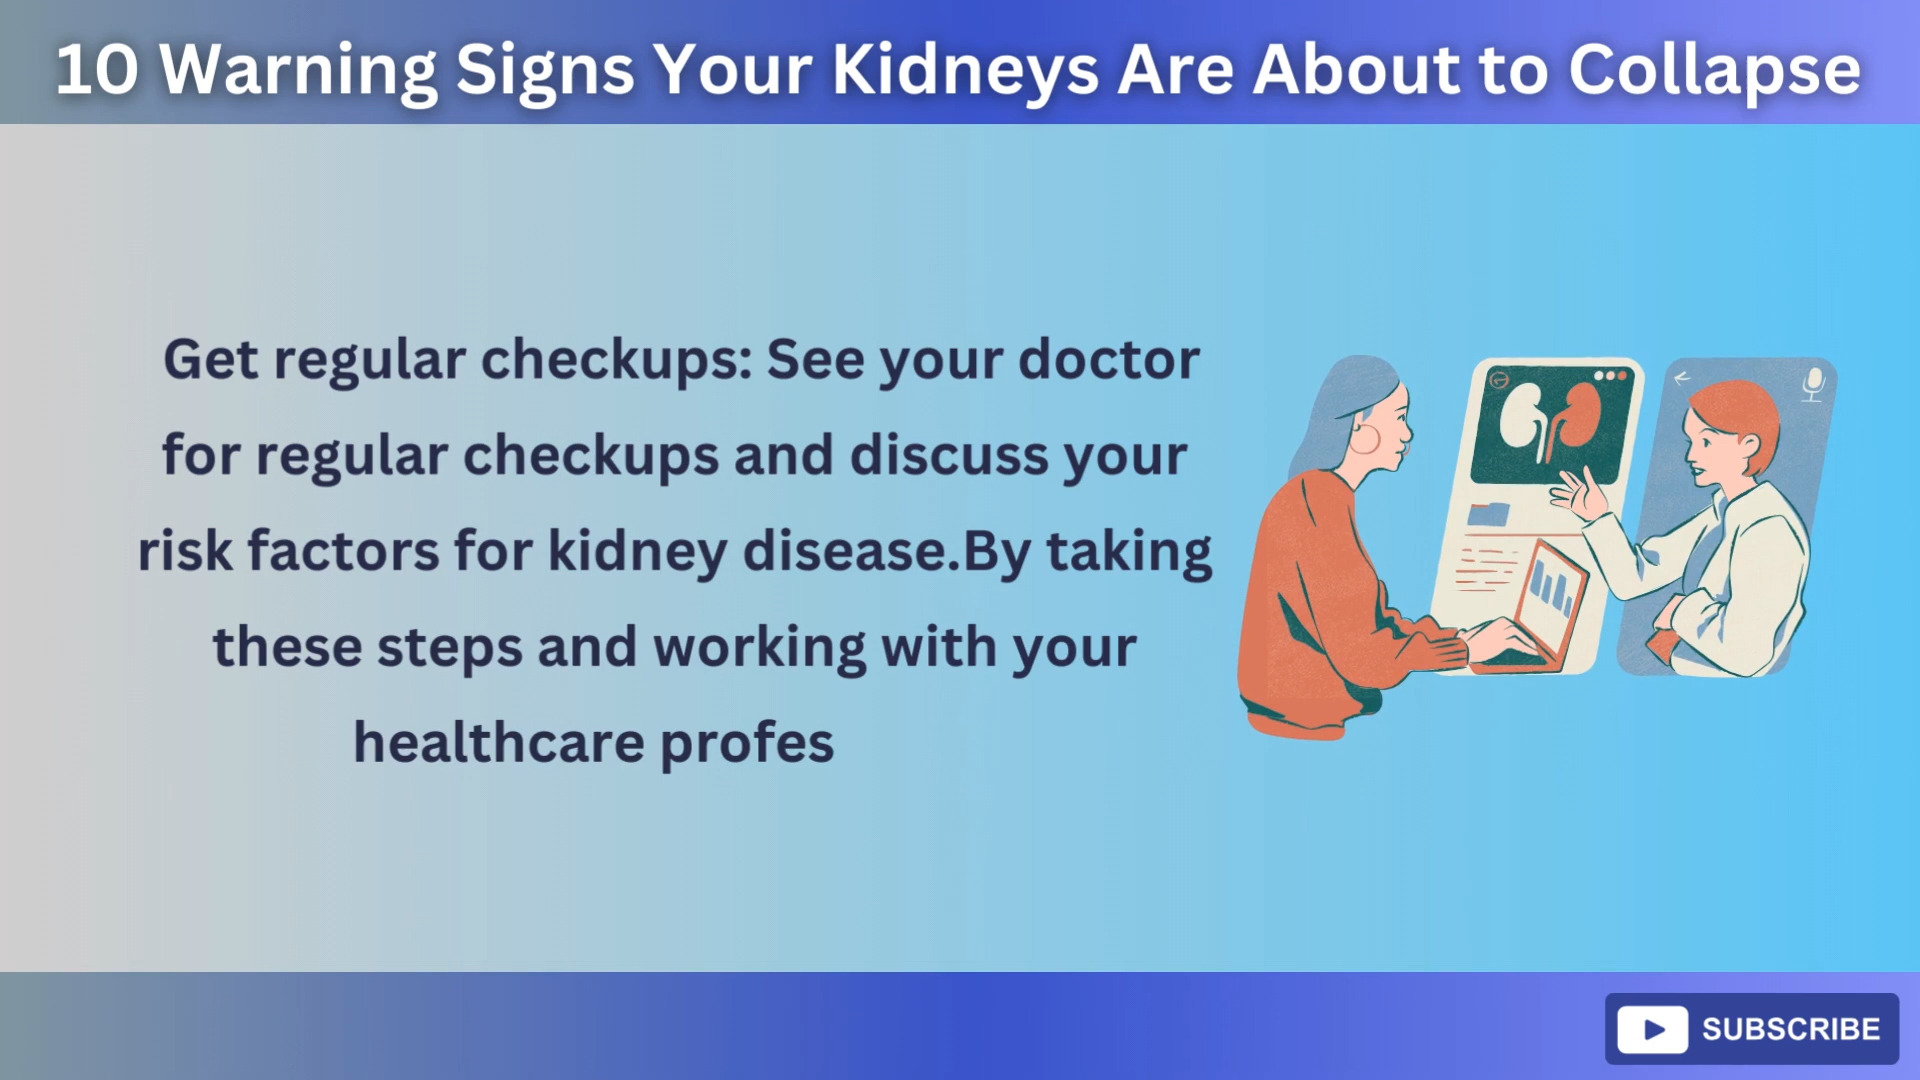 10 Warning Signs Your Kidneys Are About to Collapse
Get regular checkups: See your doctor
for regular checkups and discuss your
risk factors for kidney disease.By taking
these steps and working with your
healthcare profes
SUBSCRIBE